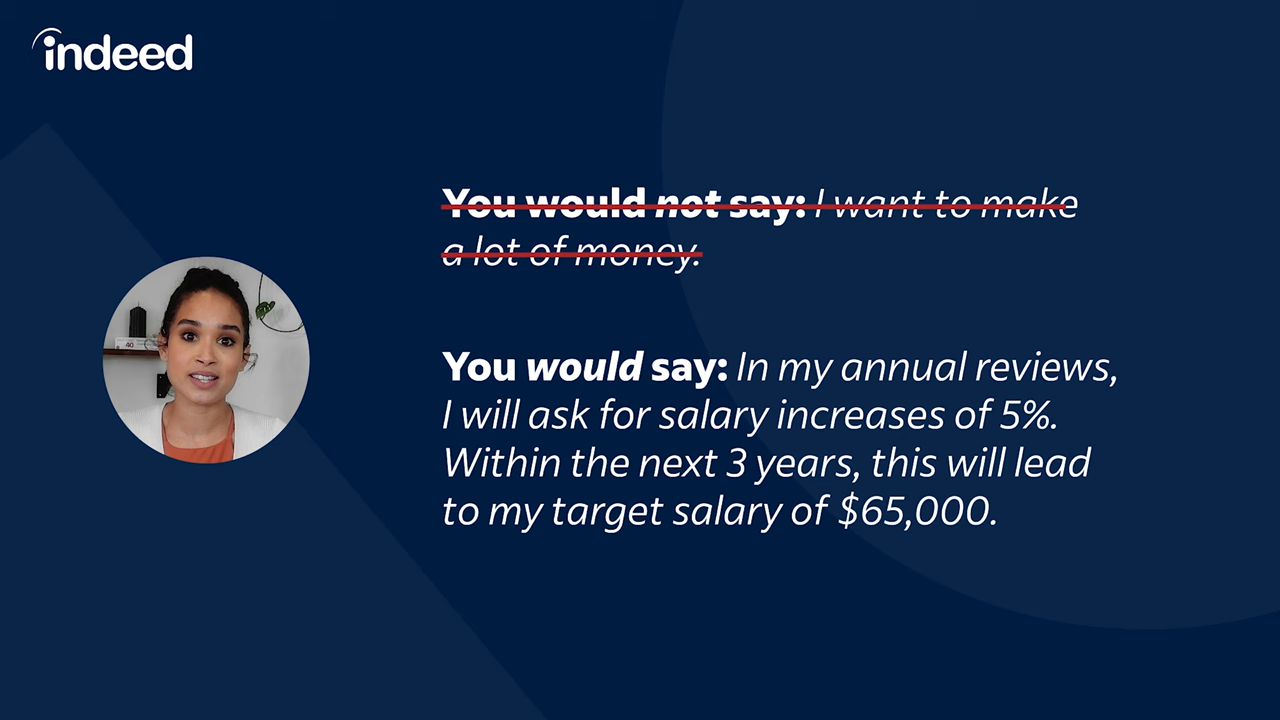 indeed
You would not say: I want to make
a lot of money.
You would say: In my annual reviews,
I will ask for salary increases of 5%.
Within the next 3 years, this will lead
to my target salary of $65,000.